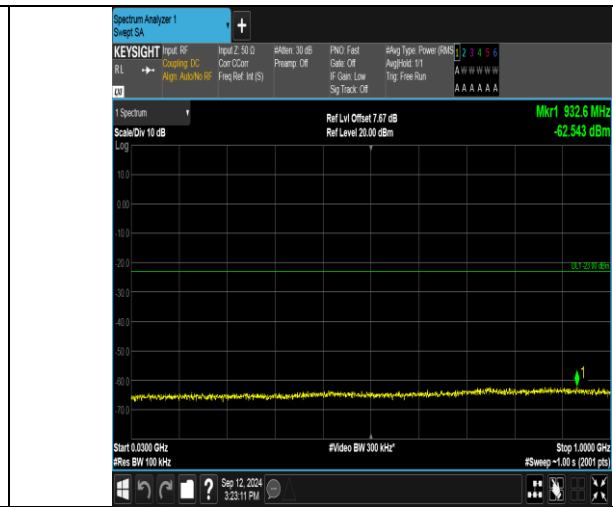 Spectrum Analyzer 1
Swept SA
KEYSIGHT Input: RF Input Z: 50 Ω #Atten: 30 dB PNO: Fast #Avg Type: Power (RMS 1 2 3 4 5 6
RL Coupling: DC Corr CCorr Preamp: Off Gate: Off Avg|Hold: 1/1 A W W W W W
Align: Auto/No RF Freq Ref: Int (S) IF Gain: Low Trig: Free Run
LXI Sig Track: Off A A A A A A
1 Spectrum Ref Lvl Offset 7.67 dB Mkr1 932.6 MHz
Scale/Div 10 dB Ref Level 20.00 dBm -62.543 dBm
Log
10.0
0.00
-10.0
-20.0
DL1 -23.00 dBm
-30.0
-40.0
-50.0
-60.0
1
-70.0
Start 0.0300 GHz #Video BW 300 kHz* Stop 1.0000 GHz
#Res BW 100 kHz #Sweep ~1.00 s (2001 pts)
? Sep 12, 2024
3:23:11 PM